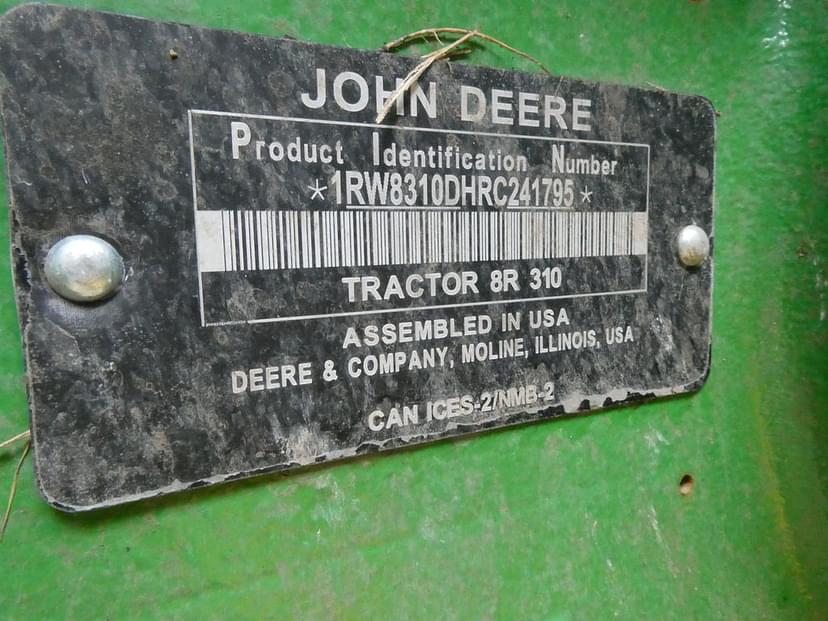 JOHN DEERE
Product Identification Number
*1RW8310DHRC241795*
TRACTOR 8R 310
ASSEMBLED IN USA
DEERE & COMPANY, MOLINE, ILLINOIS, USA
CAN ICES-2/NMB-2